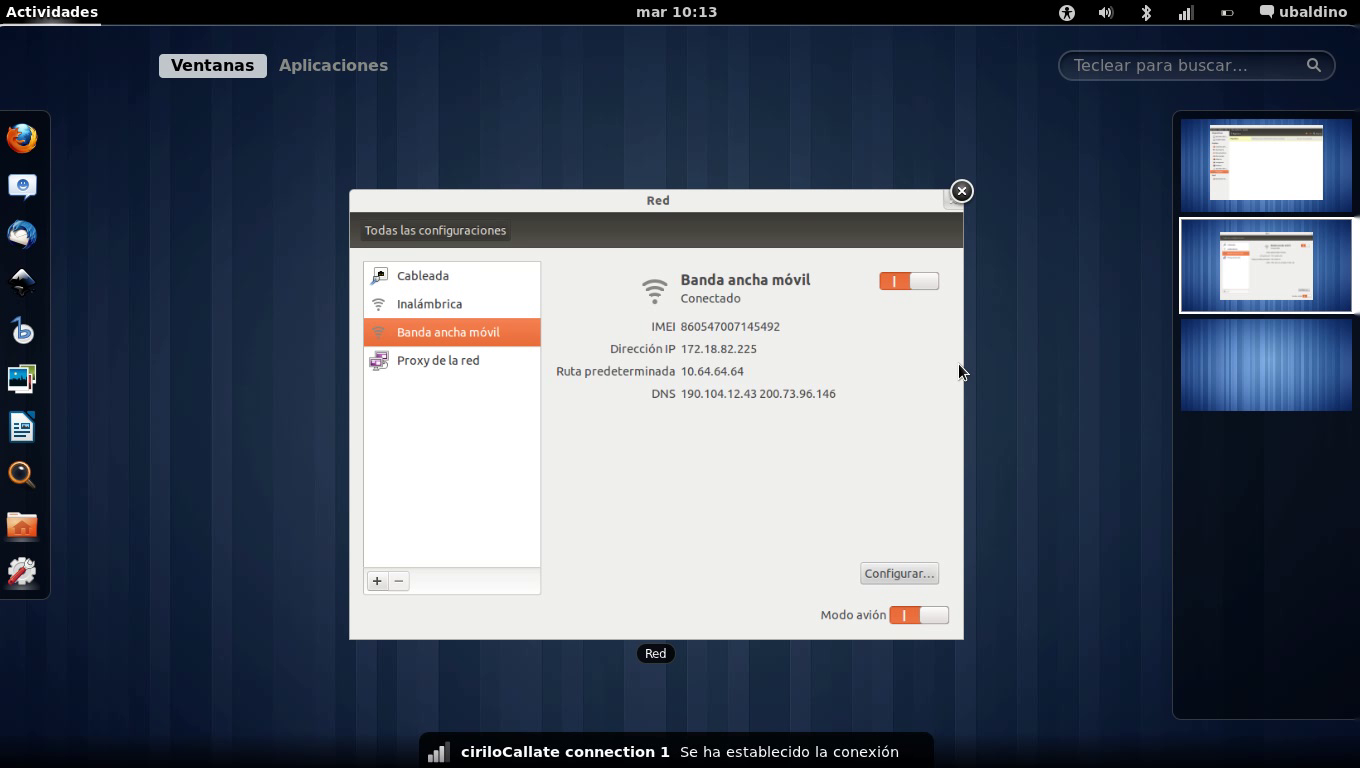 Actividades
mar 10:13
ubaldino
Ventanas
Aplicaciones
Teclear para buscar...
Red
Todas las configuraciones
Cableada
Inalámbrica
Banda ancha móvil
Proxy de la red
Banda ancha móvil
Conectado
IMEI 860547007145492
Dirección IP 172.18.82.225
Ruta predeterminada 10.64.64.64
DNS 190.104.12.43 200.73.96.146
Configurar...
Modo avión
Red
ciriloCallate connection 1 Se ha establecido la conexión